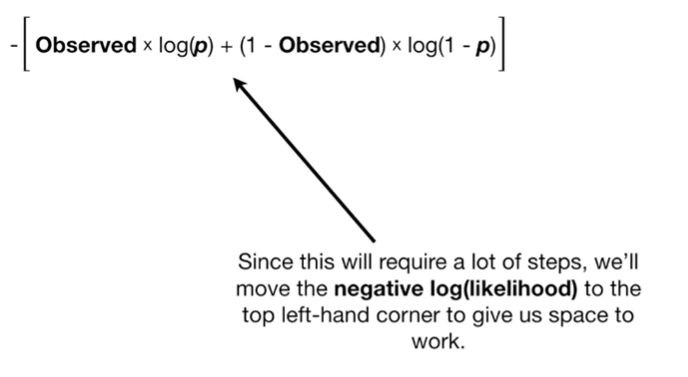 -[ Observed × log(p) + (1 - Observed) × log(1 - p)]
Since this will require a lot of steps, we'll
move the negative log(likelihood) to the
top left-hand corner to give us space to
work.